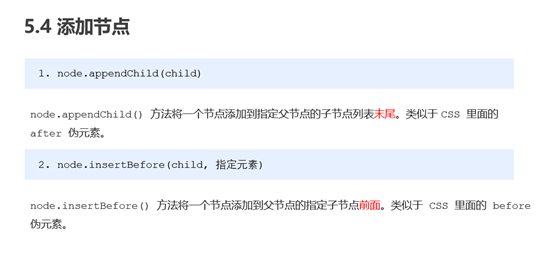 5.4 添加节点
1. node.appendChild(child)
node.appendChild() 方法将一个节点添加到指定父节点的子节点列表末尾。类似于 CSS 里面的
after 伪元素。
2. node.insertBefore(child, 指定元素)
node.insertBefore() 方法将一个节点添加到父节点的指定子节点前面。类似于 CSS 里面的 before
伪元素。